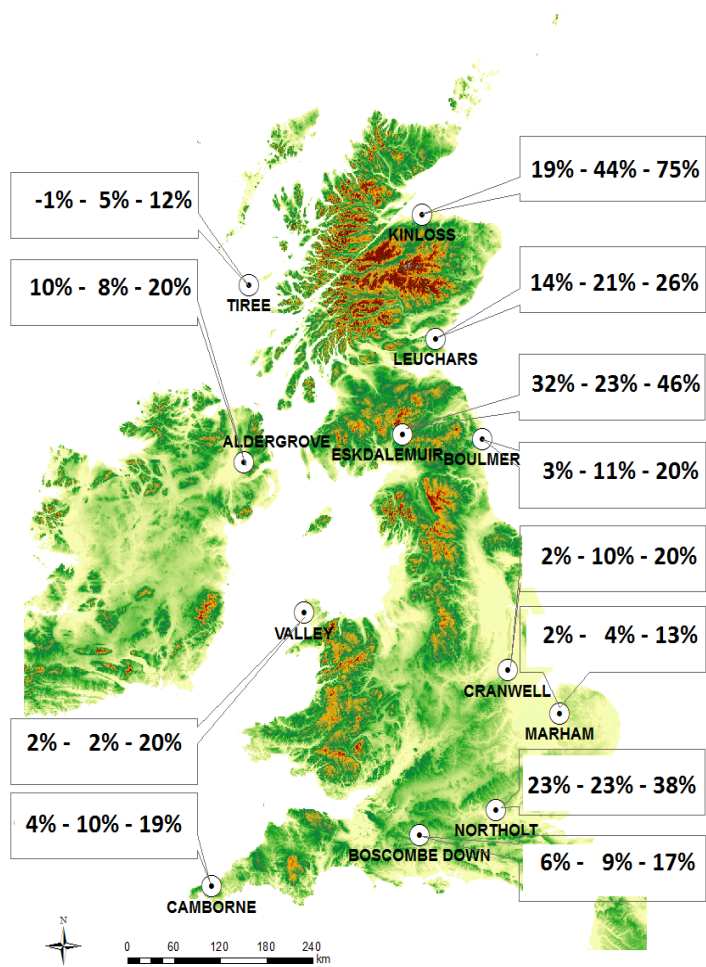 19% - 44% - 75%
-1% - 5% - 12%
KINLOSS
10% - 8% - 20%
14% - 21% - 26%
TIREE
LEUCHARS
32% - 23% - 46%
ALDERGROVE
ESKDALEMUIR
BOULMER
3% - 11% - 20%
2% - 10% - 20%
VALLEY
2% - 4% - 13%
CRANWELL
MARHAM
2% - 2% - 20%
23% - 23% - 38%
4% - 10% - 19%
NORTHOLT
BOSCOMBE DOWN
6% - 9% - 17%
CAMBORNE
N
0 30 60 120 180 240
km